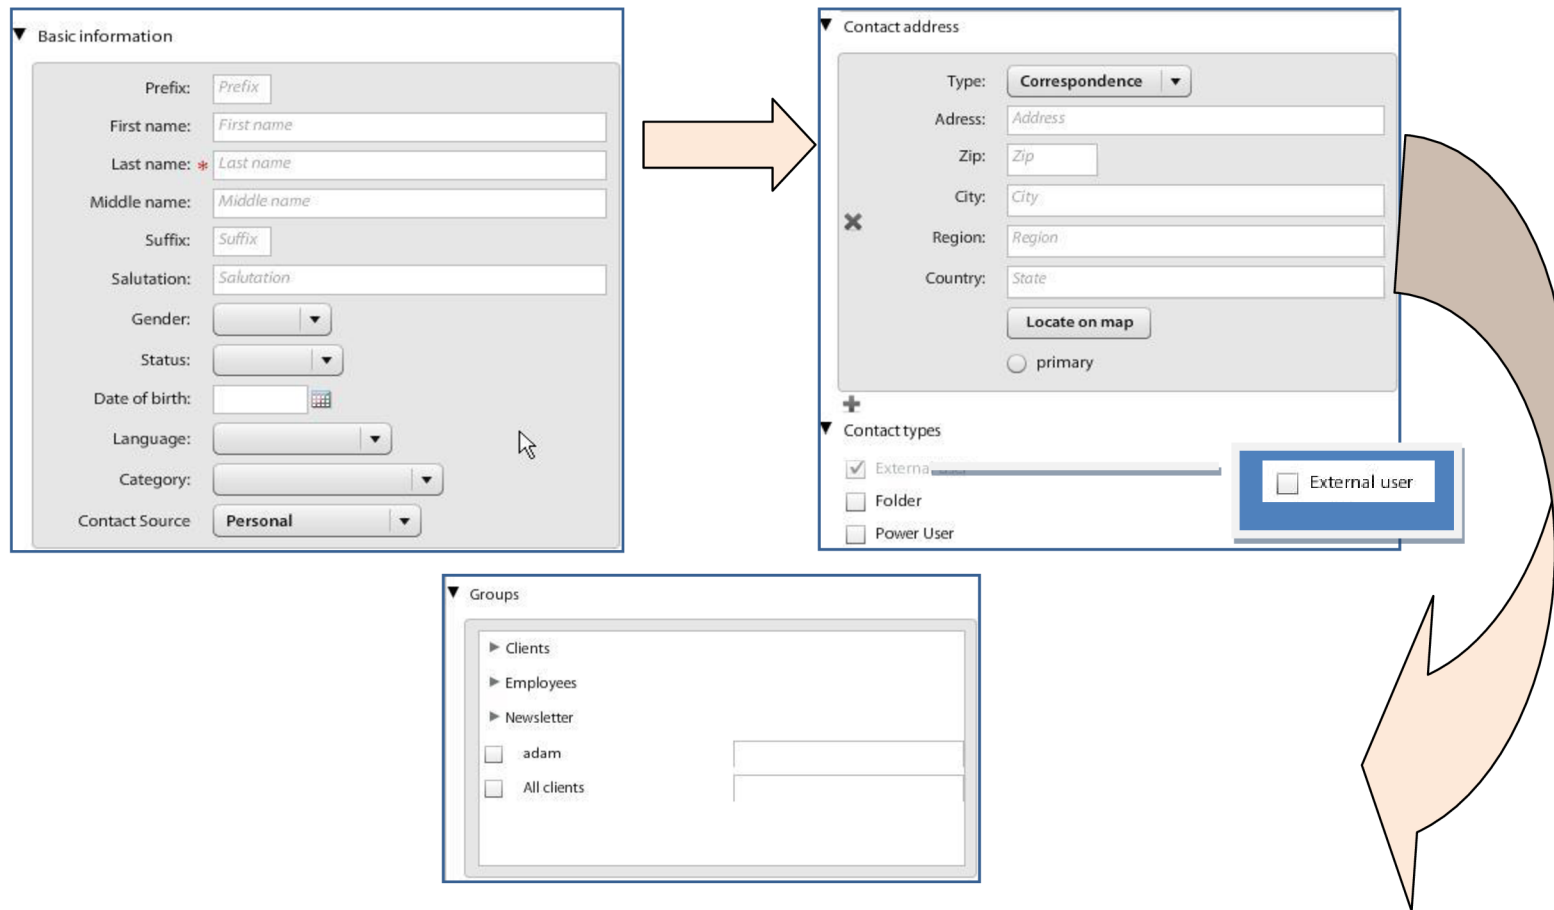 Basic information
Prefix: Prefix
First name: First name
Last name: * Last name
Middle name: Middle name
Suffix: Suffix
Salutation: Salutation
Gender:
Status:
Date of birth:
Language:
Category:
Contact Source Personal
Contact address
Type: Correspondence
Adress: Address
Zip: Zip
City: City
Region: Region
Country: State
Locate on map
primary
Contact types
External user
Folder
Power User
External user
Groups
Clients
Employees
Newsletter
adam
All clients